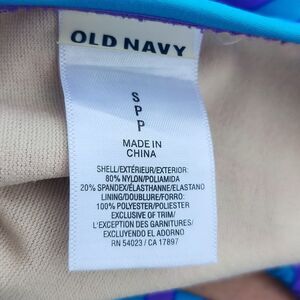 OLD NAVY
S
P
P
MADE IN
CHINA
SHELL/EXTÉRIEUR/EXTERIOR:
80% NYLON/POLIAMIDA
20% SPANDEX/ÉLASTHANNE/ELASTANO
LINING/DOUBLURE/FORRO:
100% POLYESTER/POLIÉSTER
EXCLUSIVE OF TRIM/
L'EXCEPTION DES GARNITURES/
EXCLUYENDO EL ADORNO
RN 54023 / CA 17897